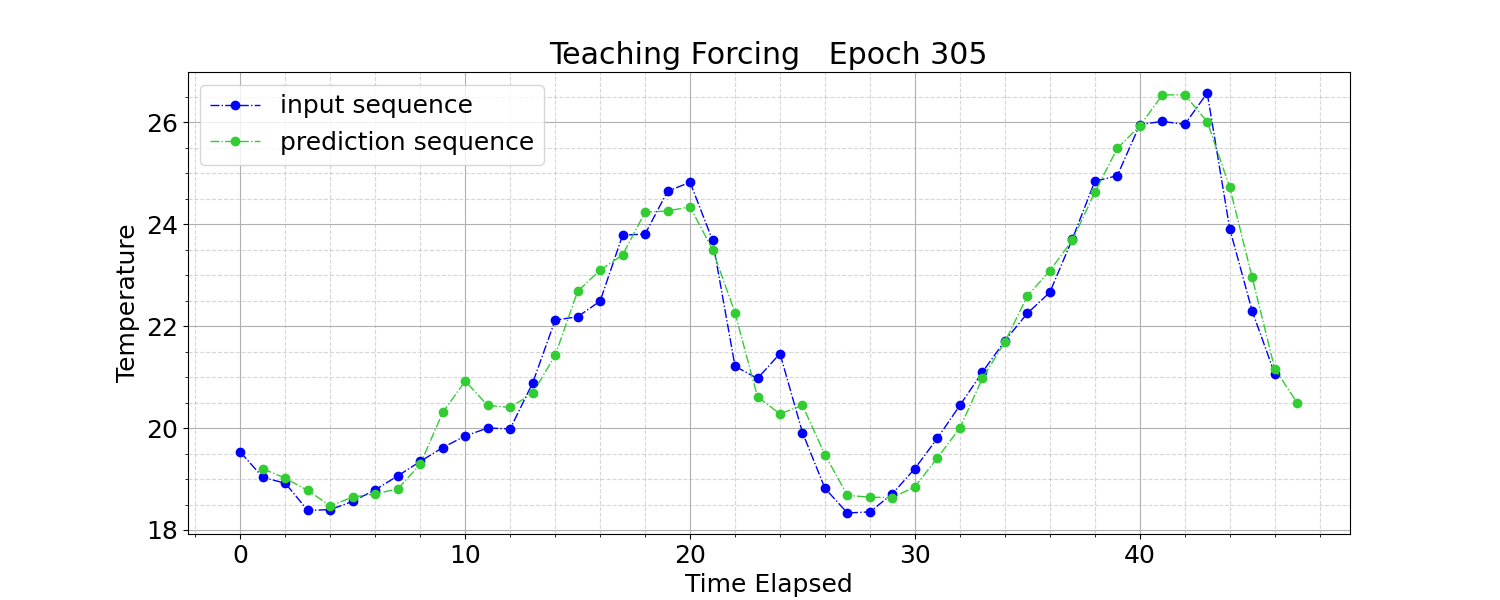 Teaching Forcing   Epoch 305
input sequence
prediction sequence
26
24
22
20
18
Temperature
0 10 20 30 40
Time Elapsed